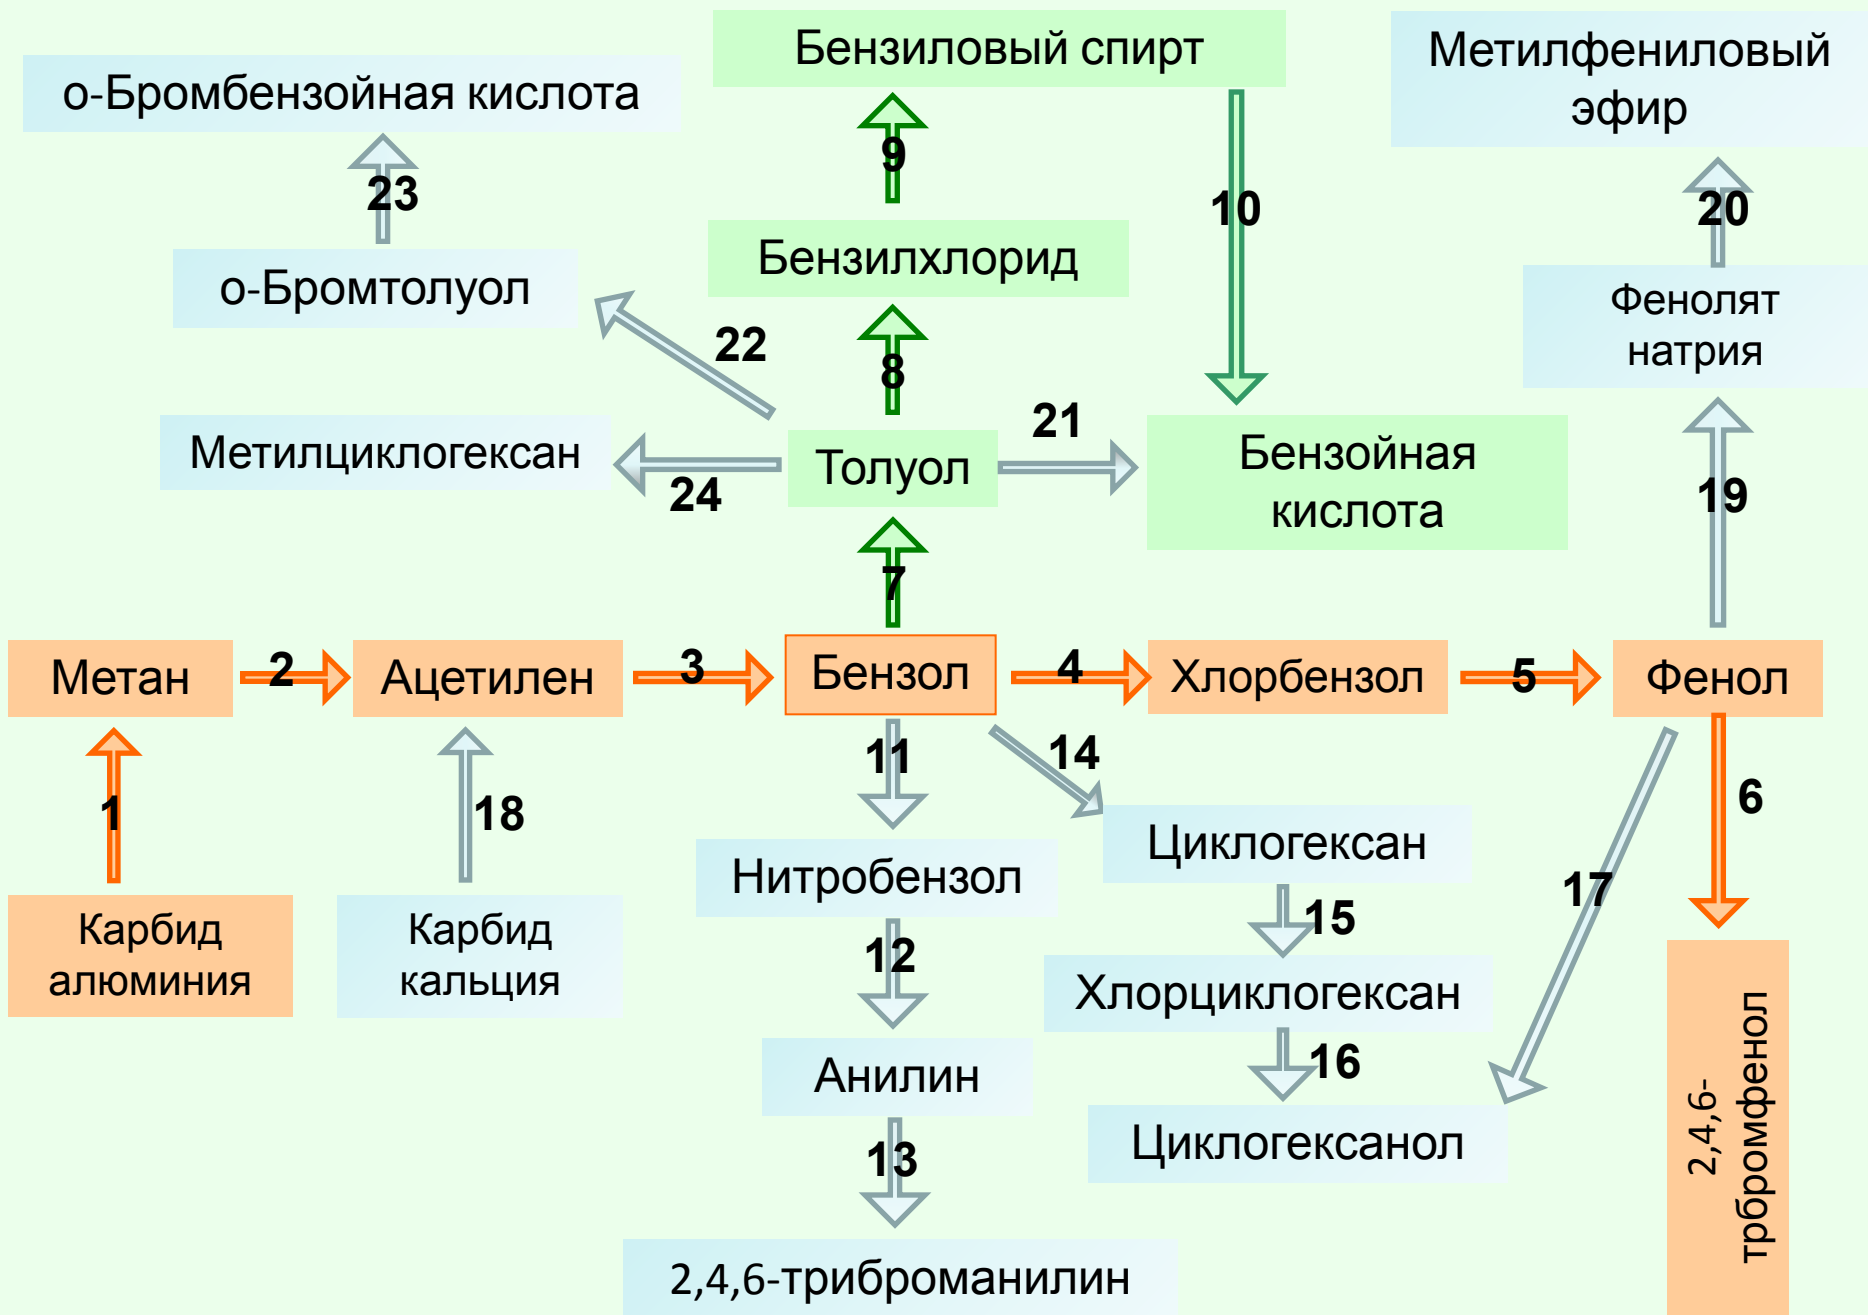 Бензиловый спирт
Метилфениловый
эфир
о-Бромбензойная кислота
9
23
10
20
Бензилхлорид
о-Бромтолуол
Фенолят
натрия
22
8
21
Метилциклогексан
Толуол
Бензойная
кислота
24
19
7
Метан
2
Ацетилен
3
Бензол
4
Хлорбензол
5
Фенол
11
14
1
18
6
Циклогексан
Нитробензол
17
15
Карбид
алюминия
Карбид
кальция
12
Хлорциклогексан
16
Анилин
Циклогексанол
2,4,6-
трбромфенол
13
2,4,6-триброманилин